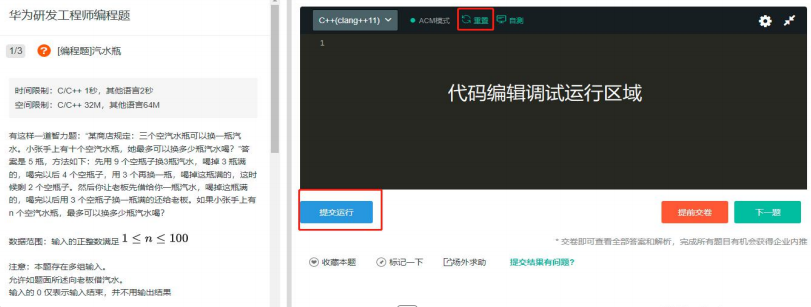 华为研发工程师编程题
1/3 ? [编程题]汽水瓶
时间限制：C/C++ 1秒，其他语言2秒
空间限制：C/C++ 32M，其他语言64M
有这样一道智力题：“某商店规定：三个空汽水瓶可以换一瓶汽
水。小张手上有十个空汽水瓶，她最多可以换多少瓶汽水喝？”答
案是 5 瓶，方法如下：先用 9 个空瓶子换3瓶汽水，喝掉 3 瓶满
的，喝完以后 4 个空瓶子，用 3 个再换一瓶，喝掉这瓶满的，这时
候剩 2 个空瓶子。然后你让老板先借给你一瓶汽水，喝掉这瓶满
的，喝完以后用 3 个空瓶子换一瓶满的还给老板。如果小张手上有
n 个空汽水瓶，最多可以换多少瓶汽水喝？
数据范围：输入的正整数满足 1 ≤ n ≤ 100
注意：本题存在多组输入。
允许如题面所述向老板借汽水。
输入的 0 仅表示输入结束，并不用输出结果
C++(clang++11) ACM模式 重置 自测
1
代码编辑调试运行区域
提交运行 提前交卷 下一题
* 交卷即可查看全部答案和解析，完成所有题目有机会获得企业内推
收藏本题 标记一下 场外求助 提交结果有问题?